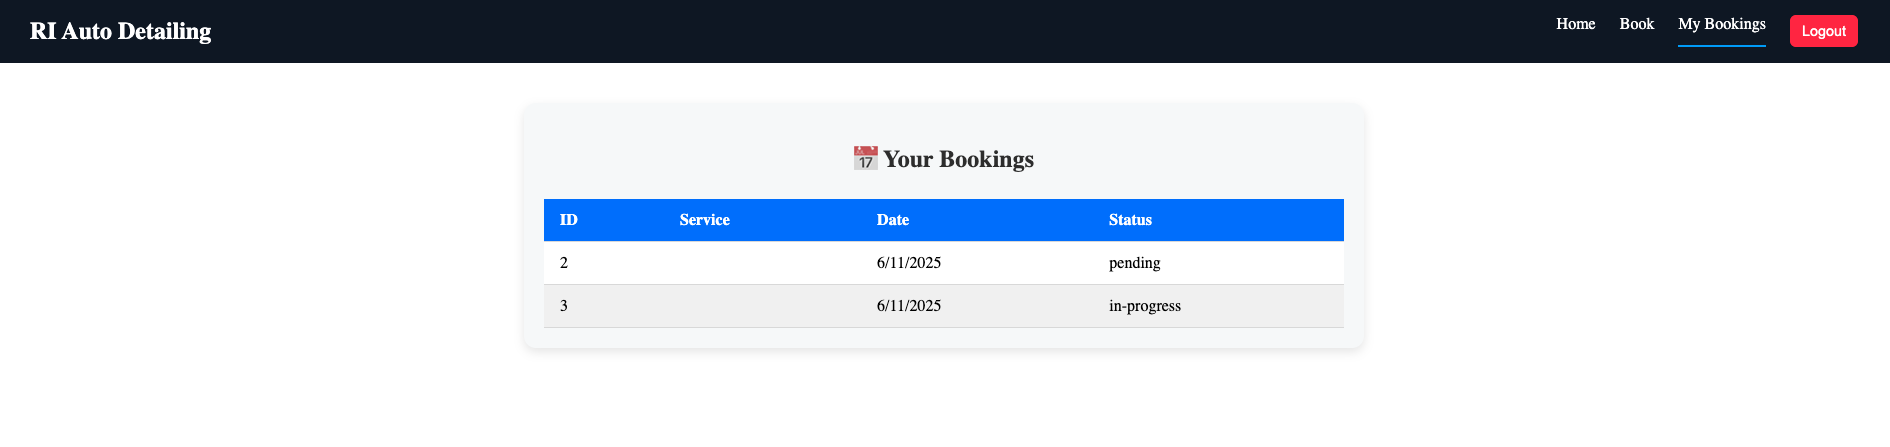 RI Auto Detailing
Home Book My Bookings Logout
📅 Your Bookings
ID Service Date Status
2 6/11/2025 pending
3 6/11/2025 in-progress